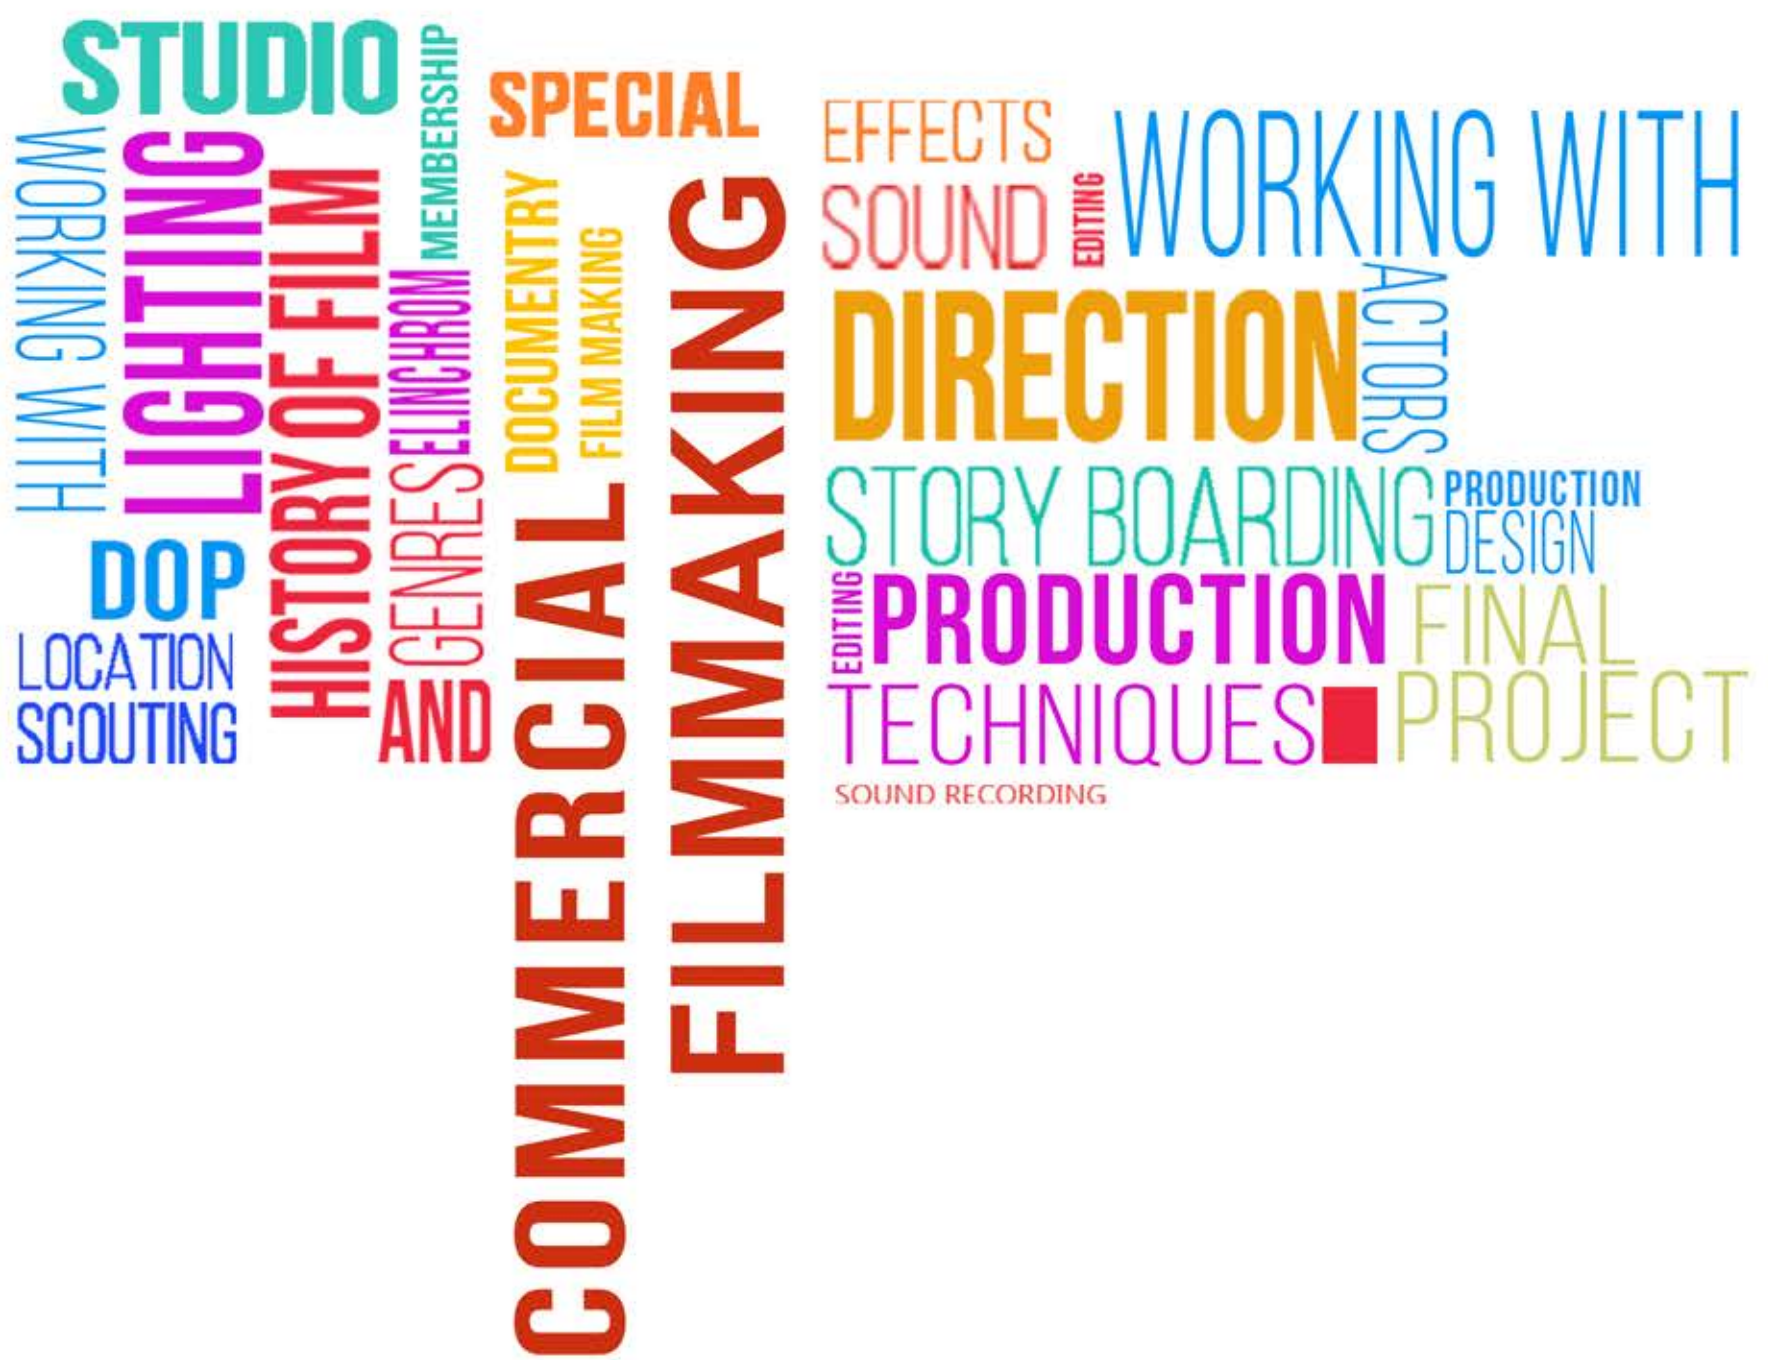 STUDIO
MEMBERSHIP
WORKING WITH
LIGHTING
HISTORY OF FILM
ELINCHROM
AND
GENRES
DOP
LOCATION
SCOUTING
SPECIAL
EFFECTS
DOCUMENTRY
FILM MAKING
COMMERCIAL
FILMMAKING
SOUND
EDITING
WORKING WITH
ACTORS
DIRECTION
STORY BOARDING
PRODUCTION
DESIGN
EDITING
PRODUCTION
TECHNIQUES
FINAL
PROJECT
SOUND RECORDING